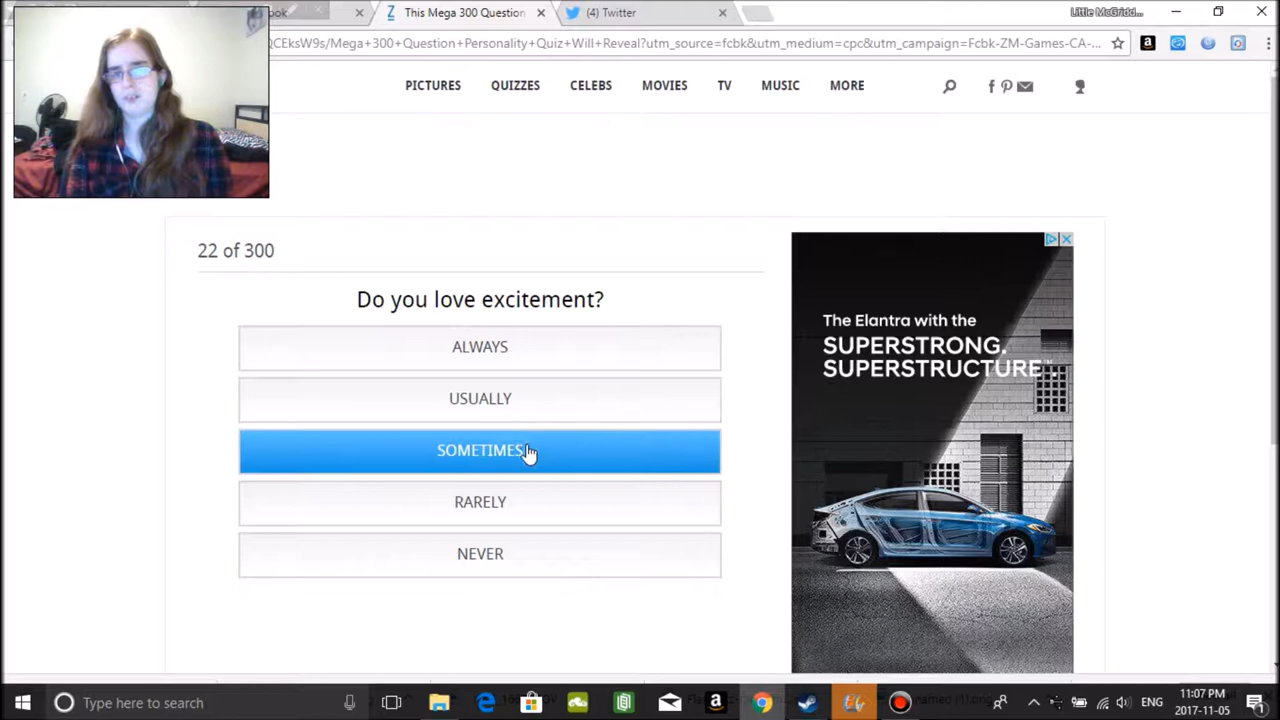 ook
This Mega 300 Question
(4) Twitter
Little McGridd...
QCEksW9s/Mega+300+Question+Personality+Quiz+Will+Reveal?utm_source=fcbk&utm_medium=cpc&utm_campaign=Fcbk-ZM-Games-CA-...
PICTURES QUIZZES CELEBS MOVIES TV MUSIC MORE
22 of 300
Do you love excitement?
ALWAYS
USUALLY
SOMETIMES
RARELY
NEVER
The Elantra with the
SUPERSTRONG.
SUPERSTRUCTURE™.
Type here to search
ENG
11:07 PM
2017-11-05